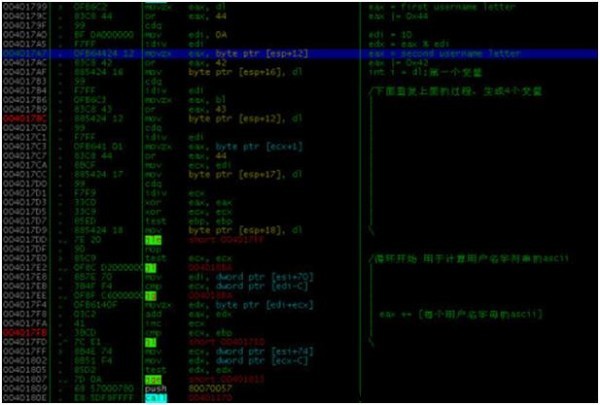 00401799 . 0FB6C2 movzx eax, dl eax = first username letter
0040179F . 83C8 44 or eax, 44 eax |= 0x44
99 cdq
004017A0 . BF 0A000000 mov edi, 0A edi = 10
004017A5 . F7FF idiv edi edx = eax % edi
. 0FB64424 12 movzx eax, byte ptr [esp+12] eax = second username letter
. 83C8 42 or eax, 42 eax |= 0x42
004017AF . 885424 16 mov byte ptr [esp+16], dl int i = dl;第一个变量
004017B3 . 99 cdq
004017B4 . F7FF idiv edi /下面重复上面的过程，生成4个变量
004017B6 . 0FB6C3 movzx eax, bl
004017B9 . 83C8 43 or eax, 43
004017BC . 885424 12 mov byte ptr [esp+12], dl
004017C0 . 99 cdq
004017C1 . F7FF idiv edi
004017C3 . 0FB641 01 movzx eax, byte ptr [ecx+1]
004017C7 . 83C8 44 or eax, 44
004017CA . 8BCF mov ecx, edi
004017CC . 885424 17 mov byte ptr [esp+17], dl
004017D0 . 99 cdq
004017D1 . F7F9 idiv ecx
004017D3 . 33C0 xor eax, eax
004017D5 . 33C9 xor ecx, ecx
004017D7 . 85ED test ebp, ebp
004017D9 . 885424 18 mov byte ptr [esp+18], dl
004017DD . 7E 20 jle short 004017FF
004017DF 90 nop
004017E0 > 85C9 test ecx, ecx /循环开始 用于计算用户名字符串的ascii
004017E2 . 0F8C D2000000 jl 004018BA
004017E8 . 8B7E 70 mov edi, dword ptr [esi+70]
004017EB . 3B4F F4 cmp ecx, dword ptr [edi-C]
004017EE . 0F8F C6000000 jg 004018BA
004017F4 . 0FB6140F movzx edx, byte ptr [edi+ecx]
004017F8 . 03C2 add eax, edx eax += [每个用户名字母的ascii]
004017FA . 41 inc ecx
004017FB . 3BCD cmp ecx, ebp
004017FD . 7C E1 jl short 004017E0
004017FF > 8B4E 74 mov ecx, dword ptr [esi+74]
00401802 . 8B51 F4 mov edx, dword ptr [ecx-C]
00401805 . 85D2 test edx, edx
00401807 . 7D 0A jge short 00401813
00401809 . 68 57000780 push 80070057
0040180E . E8 5DF8FFFF call 00401070